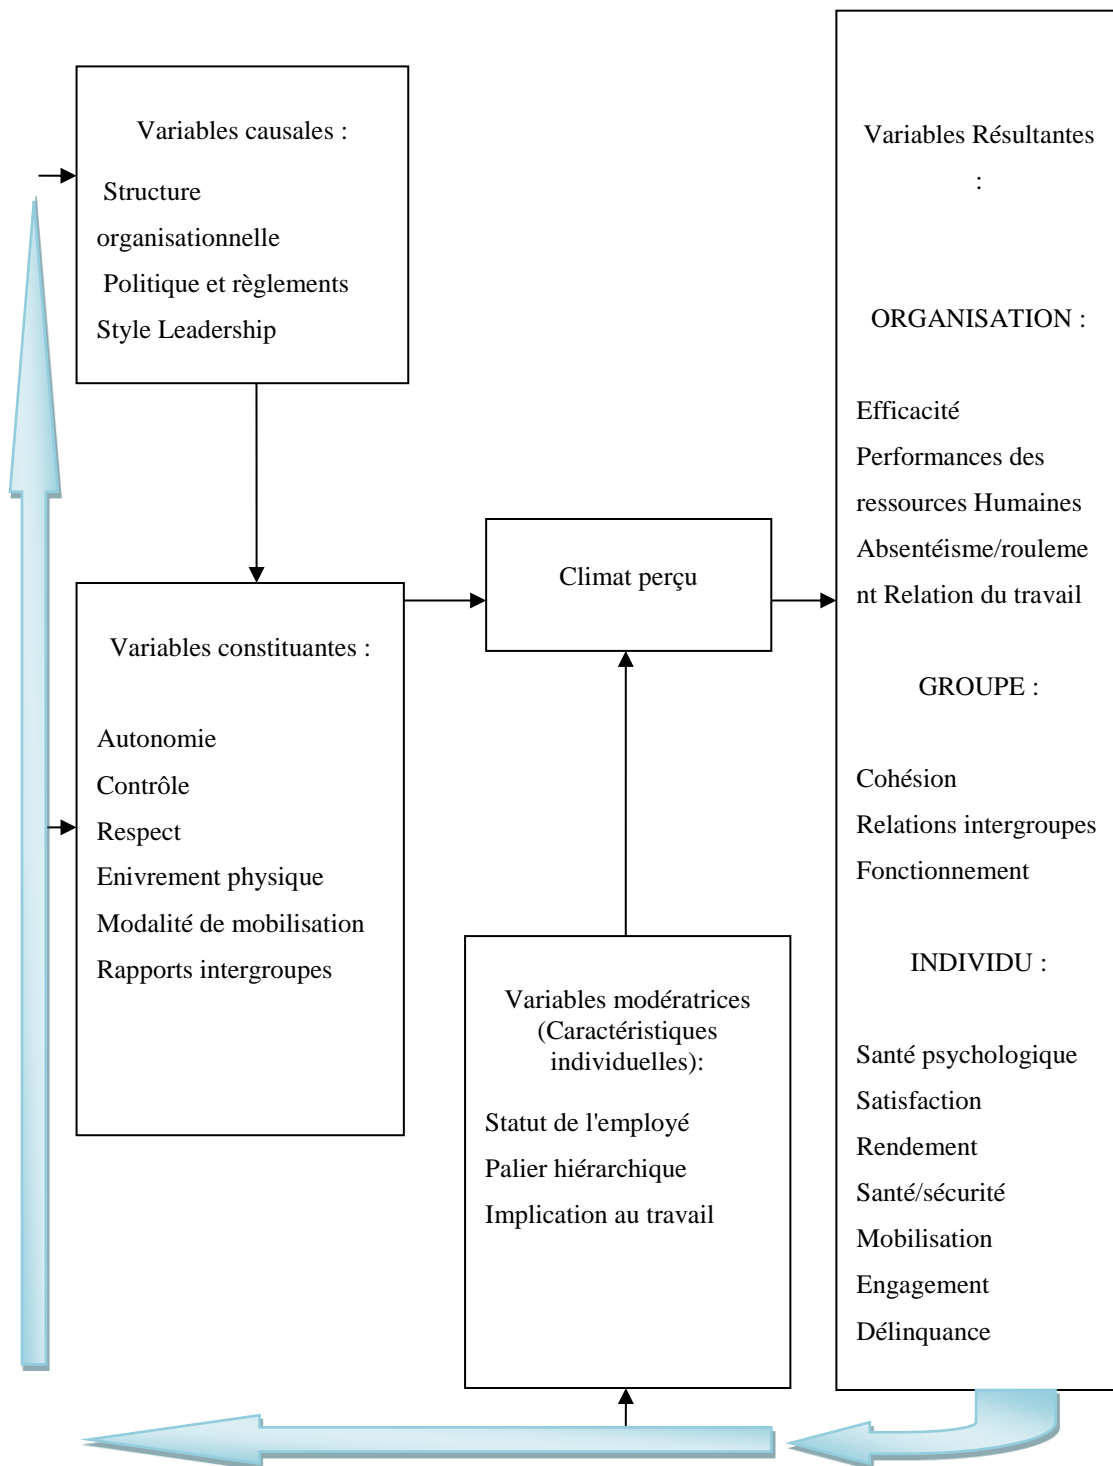 Variables causales :
Structure
organisationnelle
Politique et règlements
Style Leadership
Variables constituantes :
Autonomie
Contrôle
Respect
Enivrement physique
Modalité de mobilisation
Rapports intergroupes
Climat perçu
Variables modératrices
(Caractéristiques
individuelles):
Statut de l'employé
Palier hiérarchique
Implication au travail
Variables Résultantes
:
ORGANISATION :
Efficacité
Performances des
ressources Humaines
Absentéisme/rouleme
nt Relation du travail
GROUPE :
Cohésion
Relations intergroupes
Fonctionnement
INDIVIDU :
Santé psychologique
Satisfaction
Rendement
Santé/sécurité
Mobilisation
Engagement
Délinquance